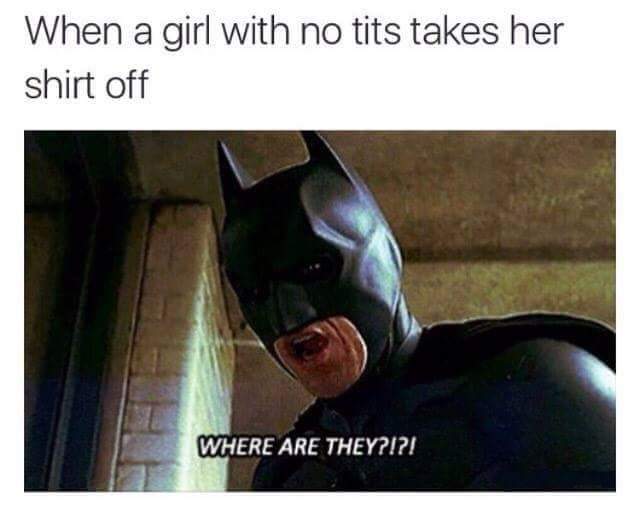 When a girl with no tits takes her
shirt off
WHERE ARE THEY?!?!